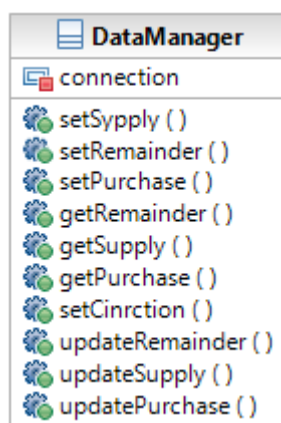 DataManager
connection
setSypply ( )
setRemainder ( )
setPurchase ( )
getRemainder ( )
getSupply ( )
getPurchase ( )
setCinrction ( )
updateRemainder ( )
updateSupply ( )
updatePurchase ( )